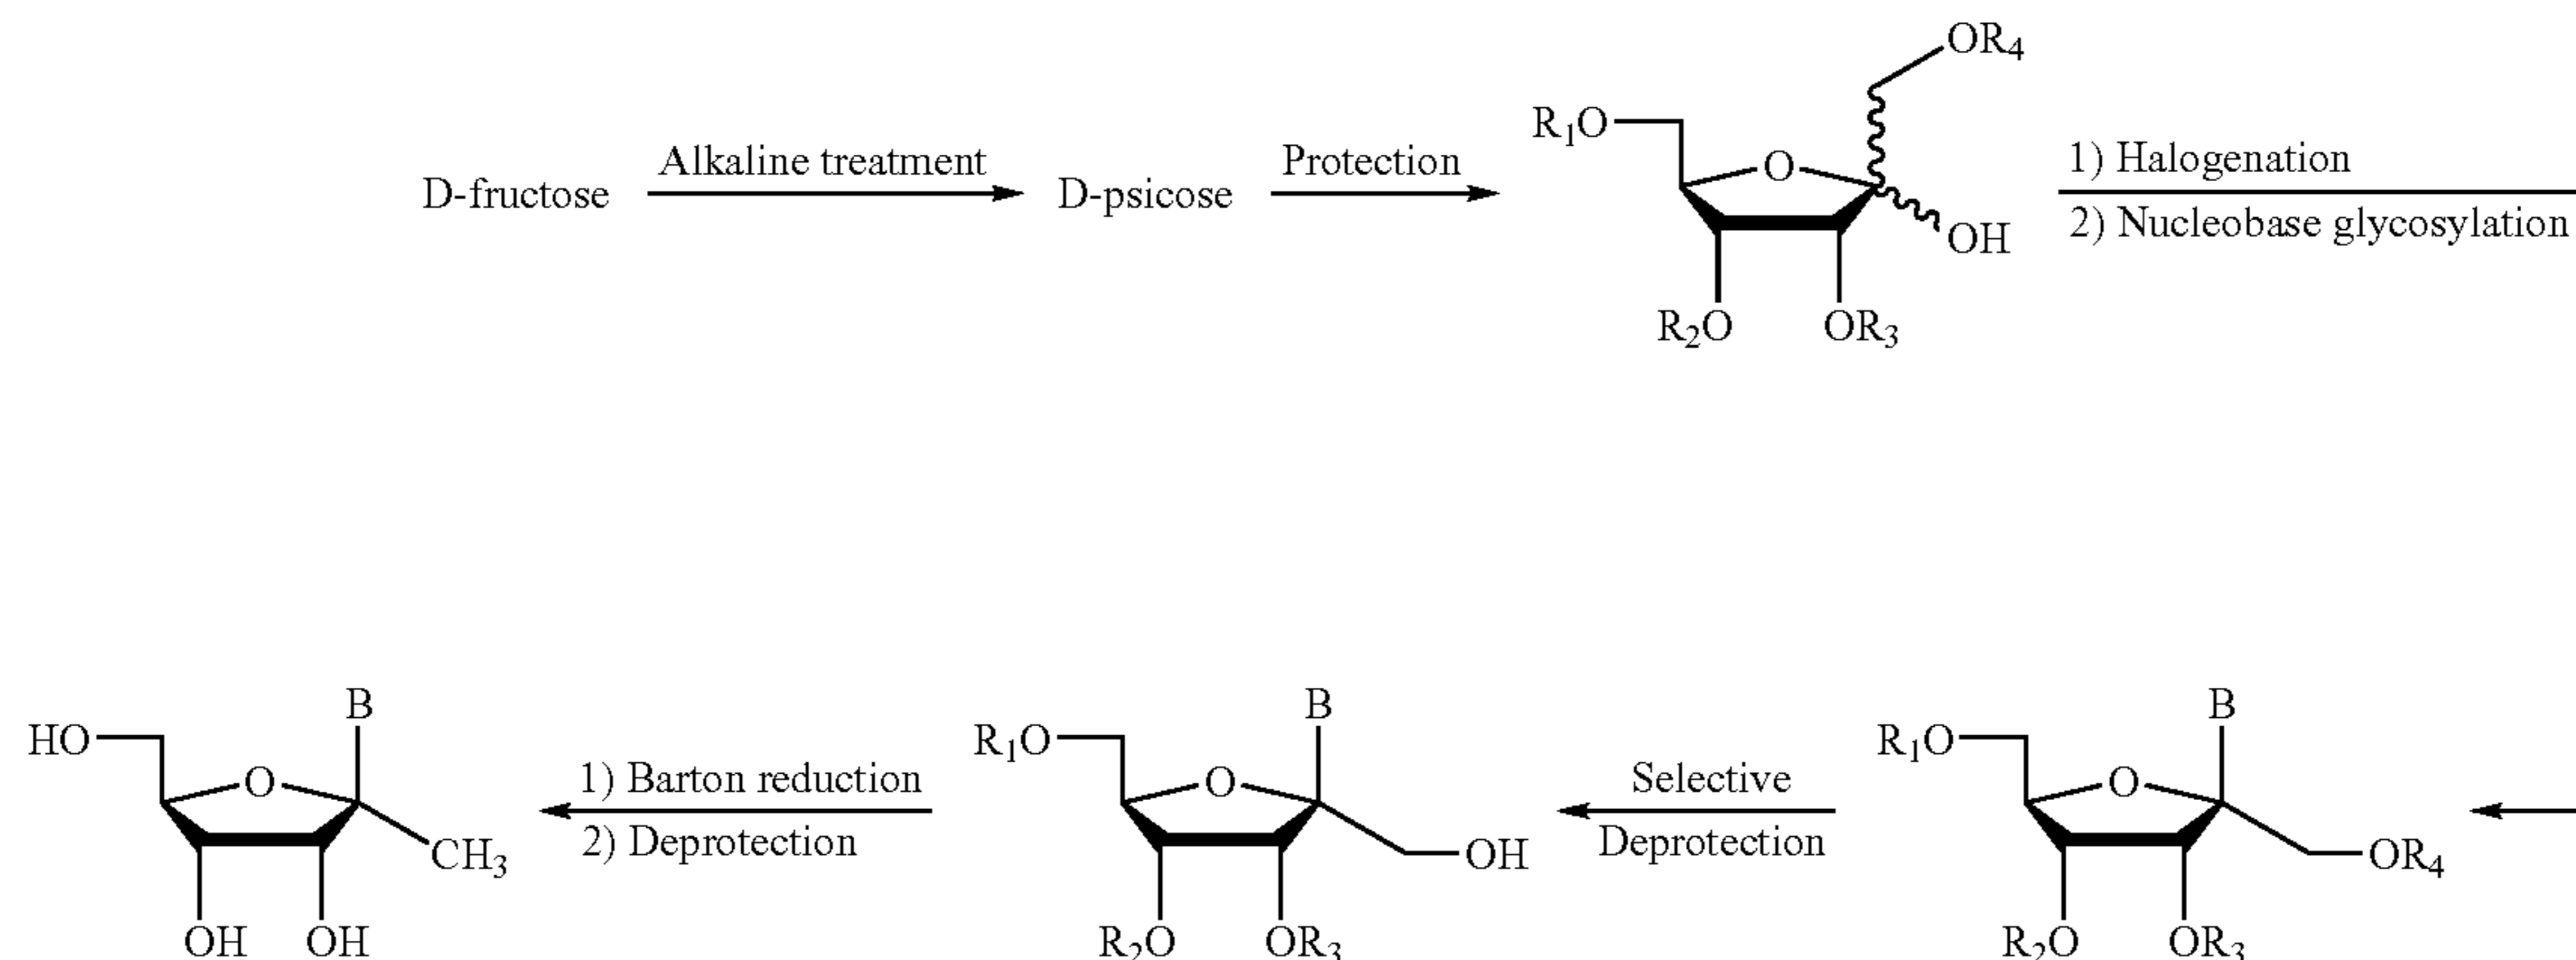 OR4
R1O
Alkaline treatment
Protection
1) Halogenation
O
D-fructose
D-psicose
2) Nucleobase glycosylation
OH
R2O
OR3
B
B
B
HO
R1O
R1O
O
1) Barton reduction
O
Selective
O
2) Deprotection
CH3
OH
Deprotection
OR4
OH
OH
R2O
OR3
R2O
OR3